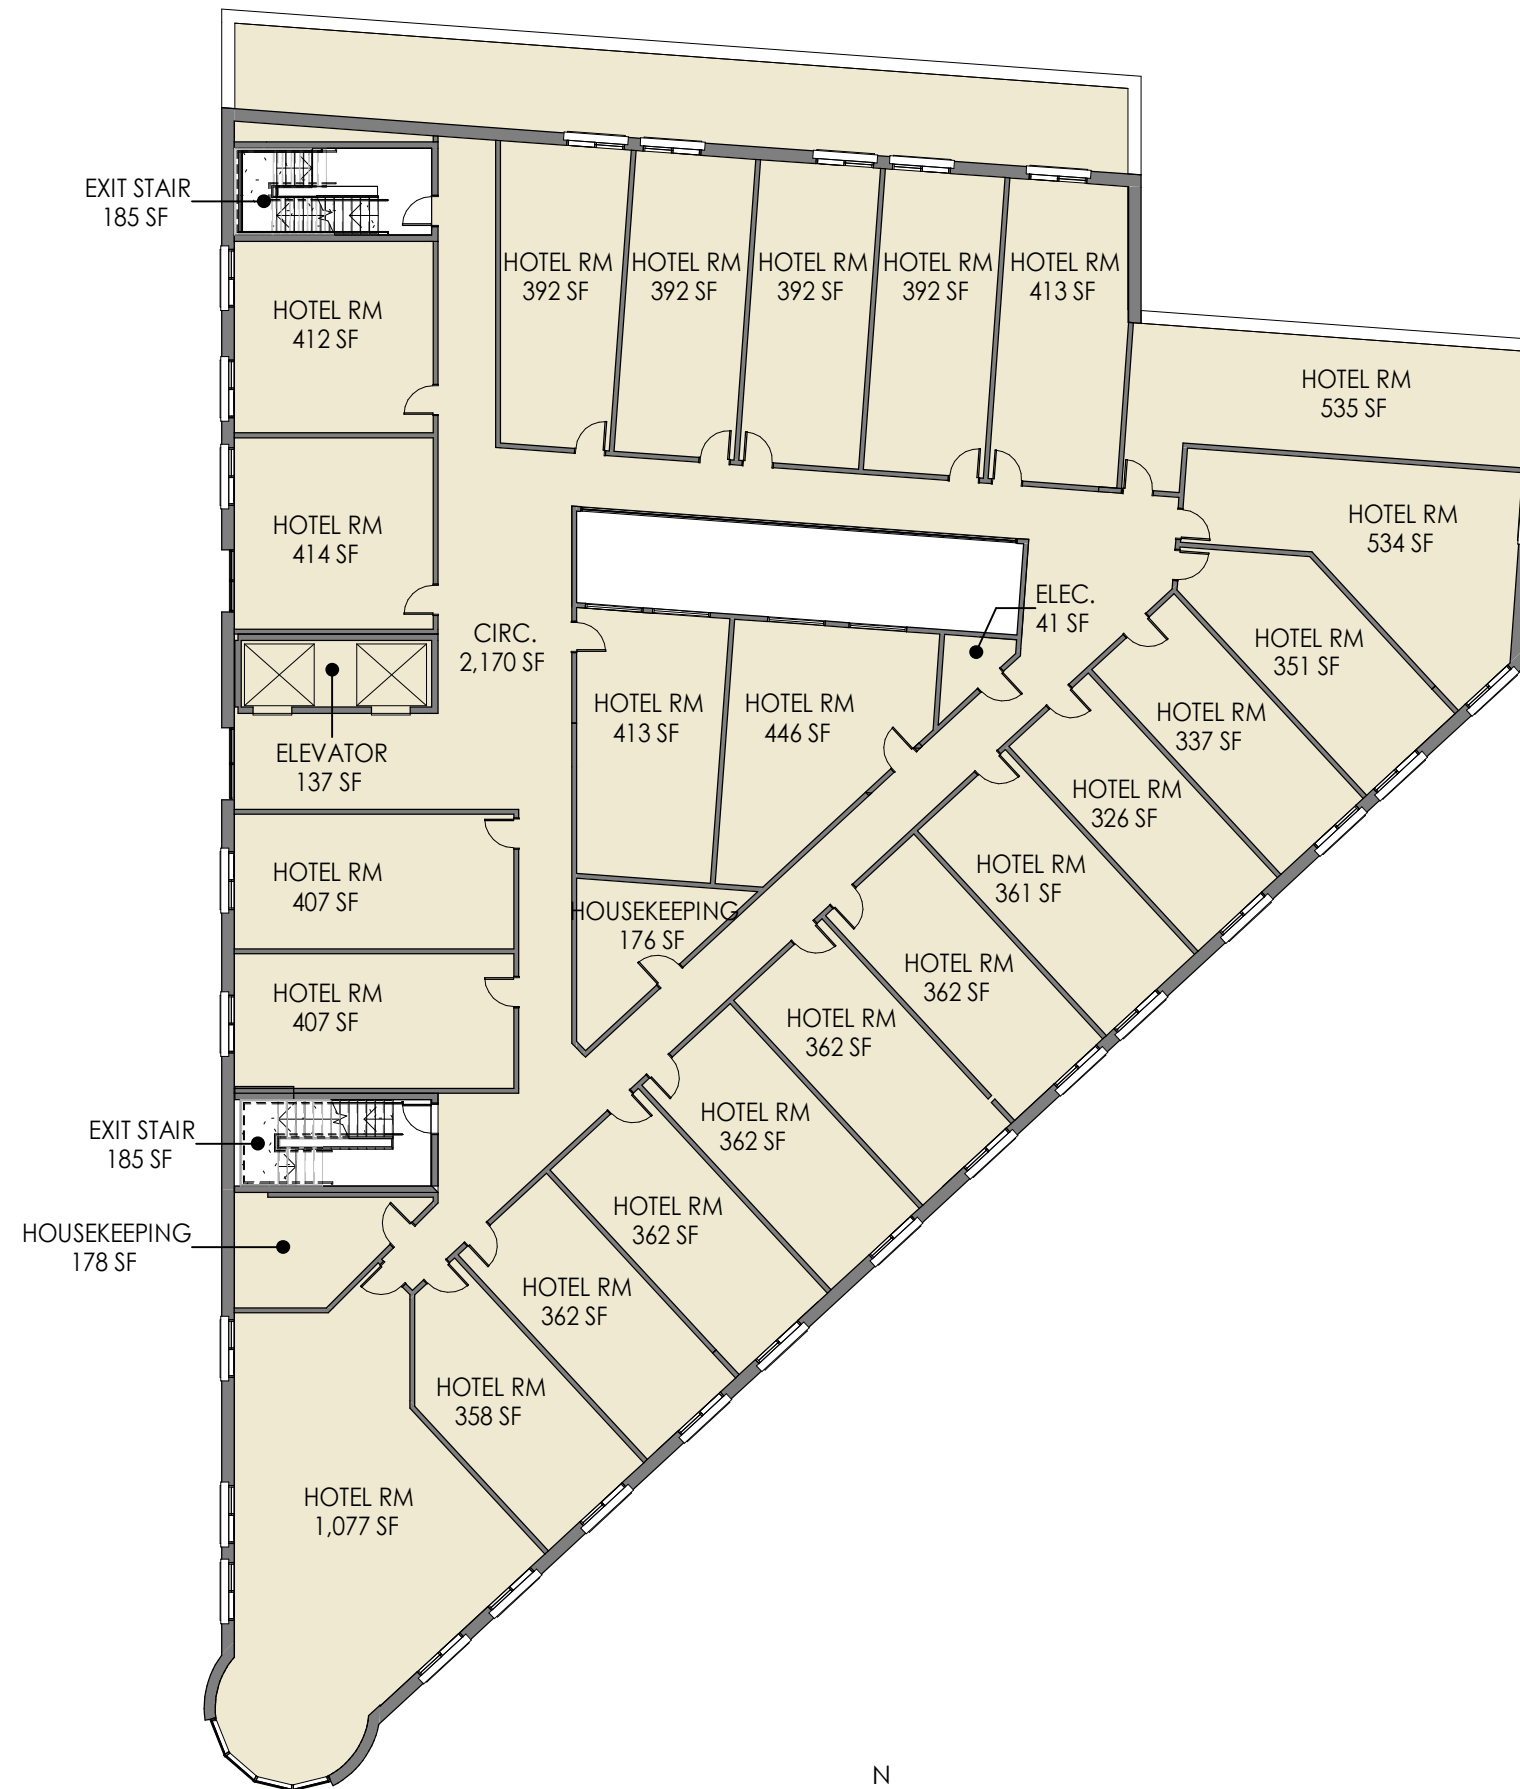 EXIT STAIR
185 SF
HOTEL RM
392 SF
HOTEL RM
392 SF
HOTEL RM
392 SF
HOTEL RM
392 SF
HOTEL RM
413 SF
HOTEL RM
412 SF
HOTEL RM
535 SF
HOTEL RM
414 SF
HOTEL RM
534 SF
ELEC.
41 SF
CIRC.
2,170 SF
HOTEL RM
351 SF
HOTEL RM
413 SF
HOTEL RM
446 SF
HOTEL RM
337 SF
ELEVATOR
137 SF
HOTEL RM
326 SF
HOTEL RM
407 SF
HOTEL RM
361 SF
HOUSEKEEPING
176 SF
HOTEL RM
362 SF
HOTEL RM
407 SF
HOTEL RM
362 SF
HOTEL RM
362 SF
EXIT STAIR
185 SF
HOTEL RM
362 SF
HOUSEKEEPING
178 SF
HOTEL RM
362 SF
HOTEL RM
358 SF
HOTEL RM
1,077 SF
N